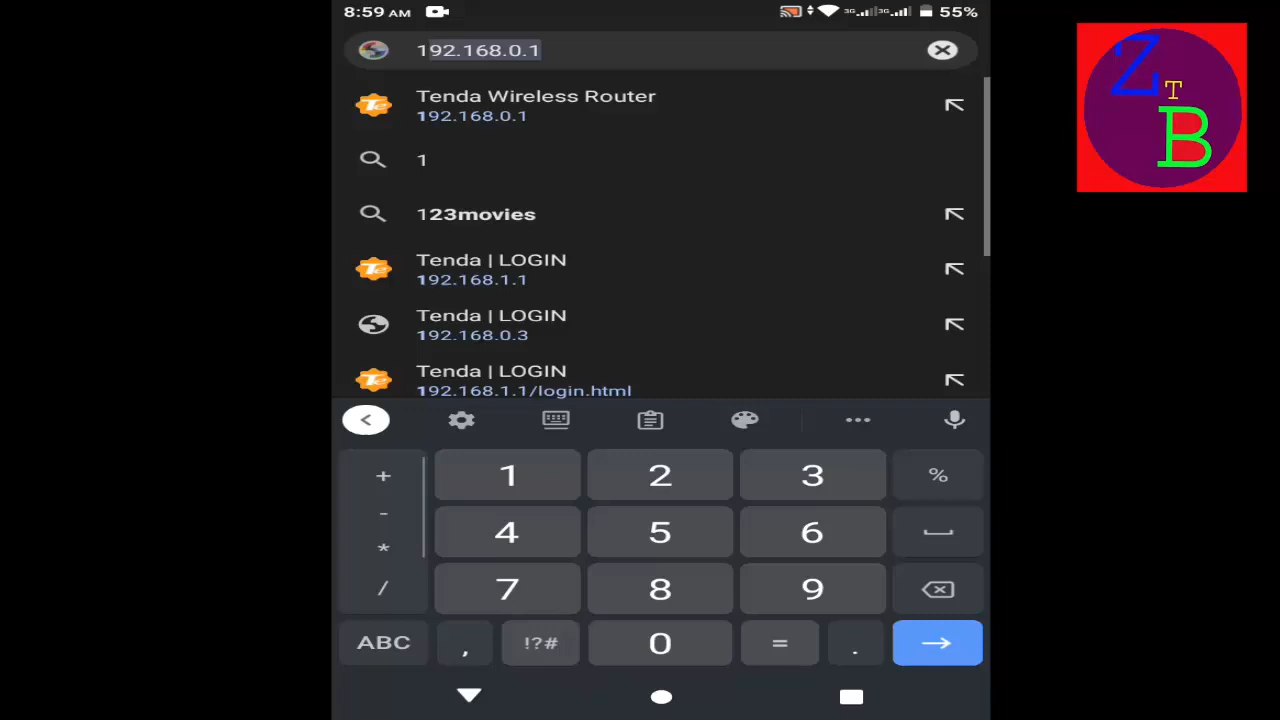 8:59 AM 3G 3G 55%
192.168.0.1
Tenda Wireless Router
192.168.0.1
1
123movies
Tenda | LOGIN
192.168.1.1
Tenda | LOGIN
192.168.0.3
Tenda | LOGIN
192.168.1.1/login.html
+ 1 2 3 %
- 4 5 6
*
/ 7 8 9
ABC , !?# 0 = .
Z T B